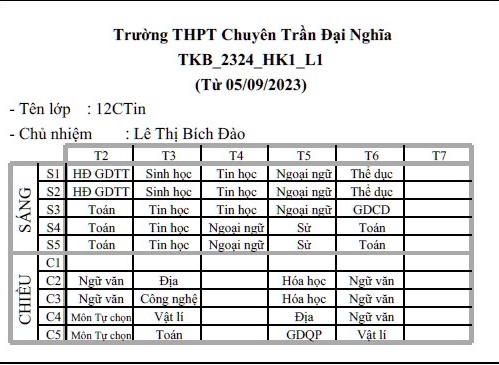 Trường THPT Chuyên Trần Đại Nghĩa
TKB_2324_HK1_L1
(Từ 05/09/2023)
- Tên lớp : 12CTin
- Chủ nhiệm : Lê Thị Bích Đào
T2 T3 T4 T5 T6 T7
SÁNG
S1 HĐ GDTT Sinh học Tin học Ngoại ngữ Thể dục
S2 HĐ GDTT Sinh học Tin học Ngoại ngữ Thể dục
S3 Toán Tin học Tin học Ngoại ngữ GDCD
S4 Toán Tin học Ngoại ngữ Sử Toán
S5 Toán Tin học Ngoại ngữ Sử Toán
CHIỀU
C1
C2 Ngữ văn Địa Hóa học Ngữ văn
C3 Ngữ văn Công nghệ Hóa học Ngữ văn
C4 Môn Tự chọn Vật lí Địa Vật lí
C5 Môn Tự chọn Toán GDQP Vật lí